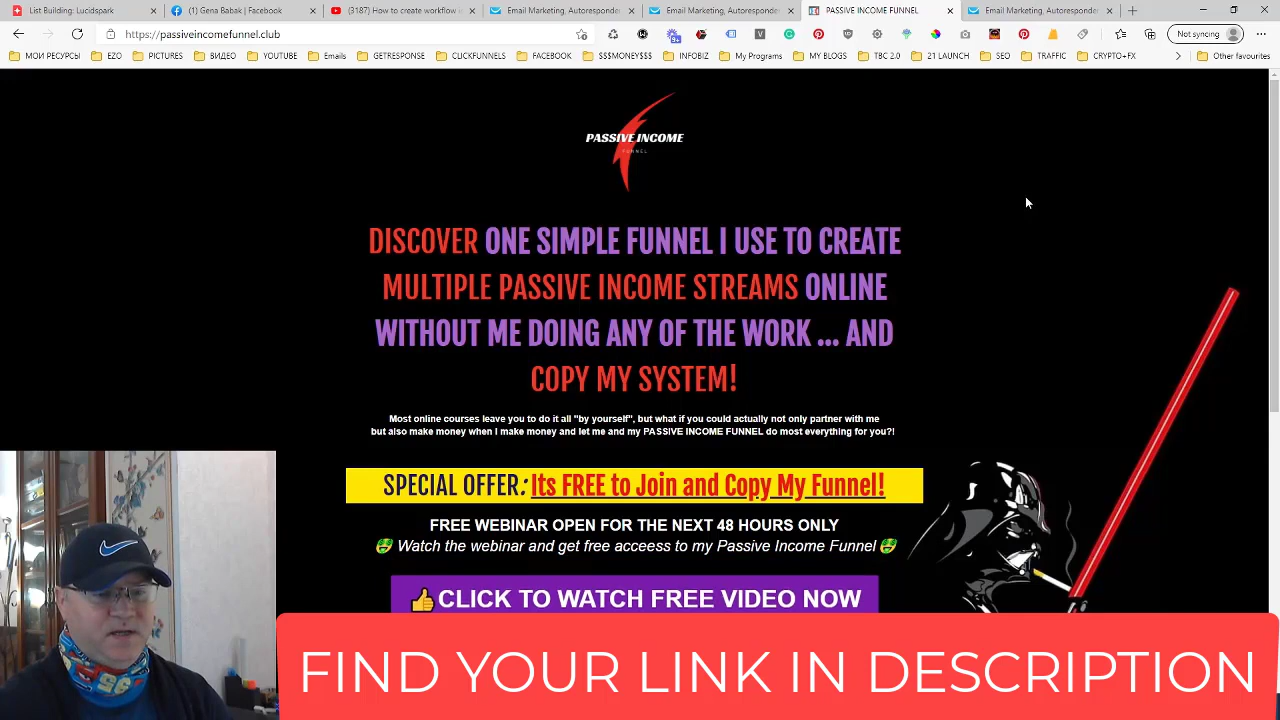 List Building: Lucidspark
(1) Gena Babak | Facebook
(3187) How to create workflow i
Email Marketing, Autoresponder
Email Marketing, Autoresponde
PASSIVE INCOME FUNNEL
Email Marketing, Autoresponder
https://passiveincomefunnel.club
Not syncing
МОИ РЕСУРСЫ
EZO
PICTURES
ВИДЕО
YOUTUBE
Emails
GETRESPONSE
CLICKFUNNELS
FACEBOOK
$$$MONEY$$$
INFOBIZ
My Programs
MY BLOGS
TBC 2.0
21 LAUNCH
SEO
TRAFFIC
CRYPTO+FX
Other favourites
PASSIVE INCOME
FUNNEL
DISCOVER ONE SIMPLE FUNNEL I USE TO CREATE
MULTIPLE PASSIVE INCOME STREAMS ONLINE
WITHOUT ME DOING ANY OF THE WORK ... AND
COPY MY SYSTEM!
Most online courses leave you to do it all "by yourself", but what if you could actually not only partner with me
but also make money when I make money and let me and my PASSIVE INCOME FUNNEL do most everything for you?!
SPECIAL OFFER: Its FREE to Join and Copy My Funnel!
FREE WEBINAR OPEN FOR THE NEXT 48 HOURS ONLY
🤑 Watch the webinar and get free acceess to my Passive Income Funnel 🤑
👍CLICK TO WATCH FREE VIDEO NOW
FIND YOUR LINK IN DESCRIPTION